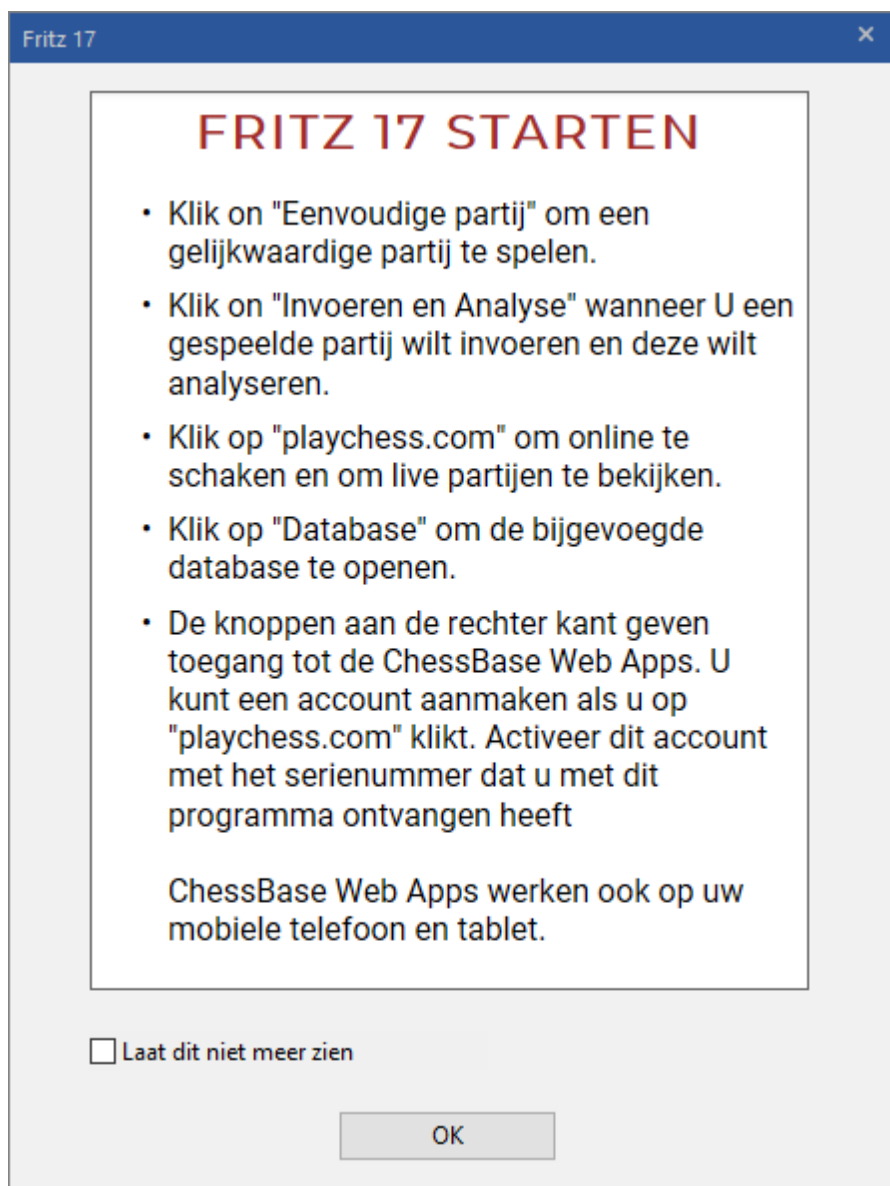 Fritz 17
FRITZ 17 STARTEN
• Klik on "Eenvoudige partij" om een
gelijkwaardige partij te spelen.
• Klik on "Invoeren en Analyse" wanneer U een
gespeelde partij wilt invoeren en deze wilt
analyseren.
• Klik op "playchess.com" om online te
schaken en om live partijen te bekijken.
• Klik op "Database" om de bijgevoegde
database te openen.
• De knoppen aan de rechter kant geven
toegang tot de ChessBase Web Apps. U
kunt een account aanmaken als u op
"playchess.com" klikt. Activeer dit account
met het serienummer dat u met dit
programma ontvangen heeft
ChessBase Web Apps werken ook op uw
mobiele telefoon en tablet.
Laat dit niet meer zien
OK